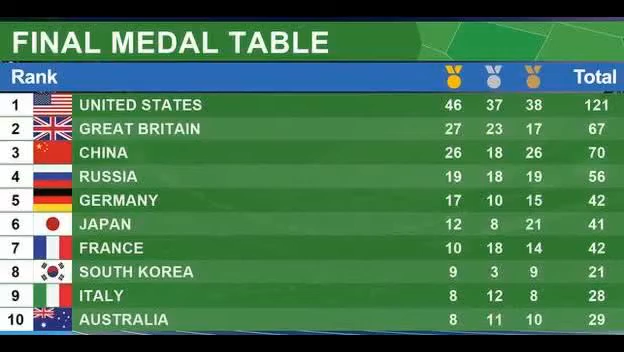 FINAL MEDAL TABLE
Rank Total
1 UNITED STATES 46 37 38 121
2 GREAT BRITAIN 27 23 17 67
3 CHINA 26 18 26 70
4 RUSSIA 19 18 19 56
5 GERMANY 17 10 15 42
6 JAPAN 12 8 21 41
7 FRANCE 10 18 14 42
8 SOUTH KOREA 9 3 9 21
9 ITALY 8 12 8 28
10 AUSTRALIA 8 11 10 29